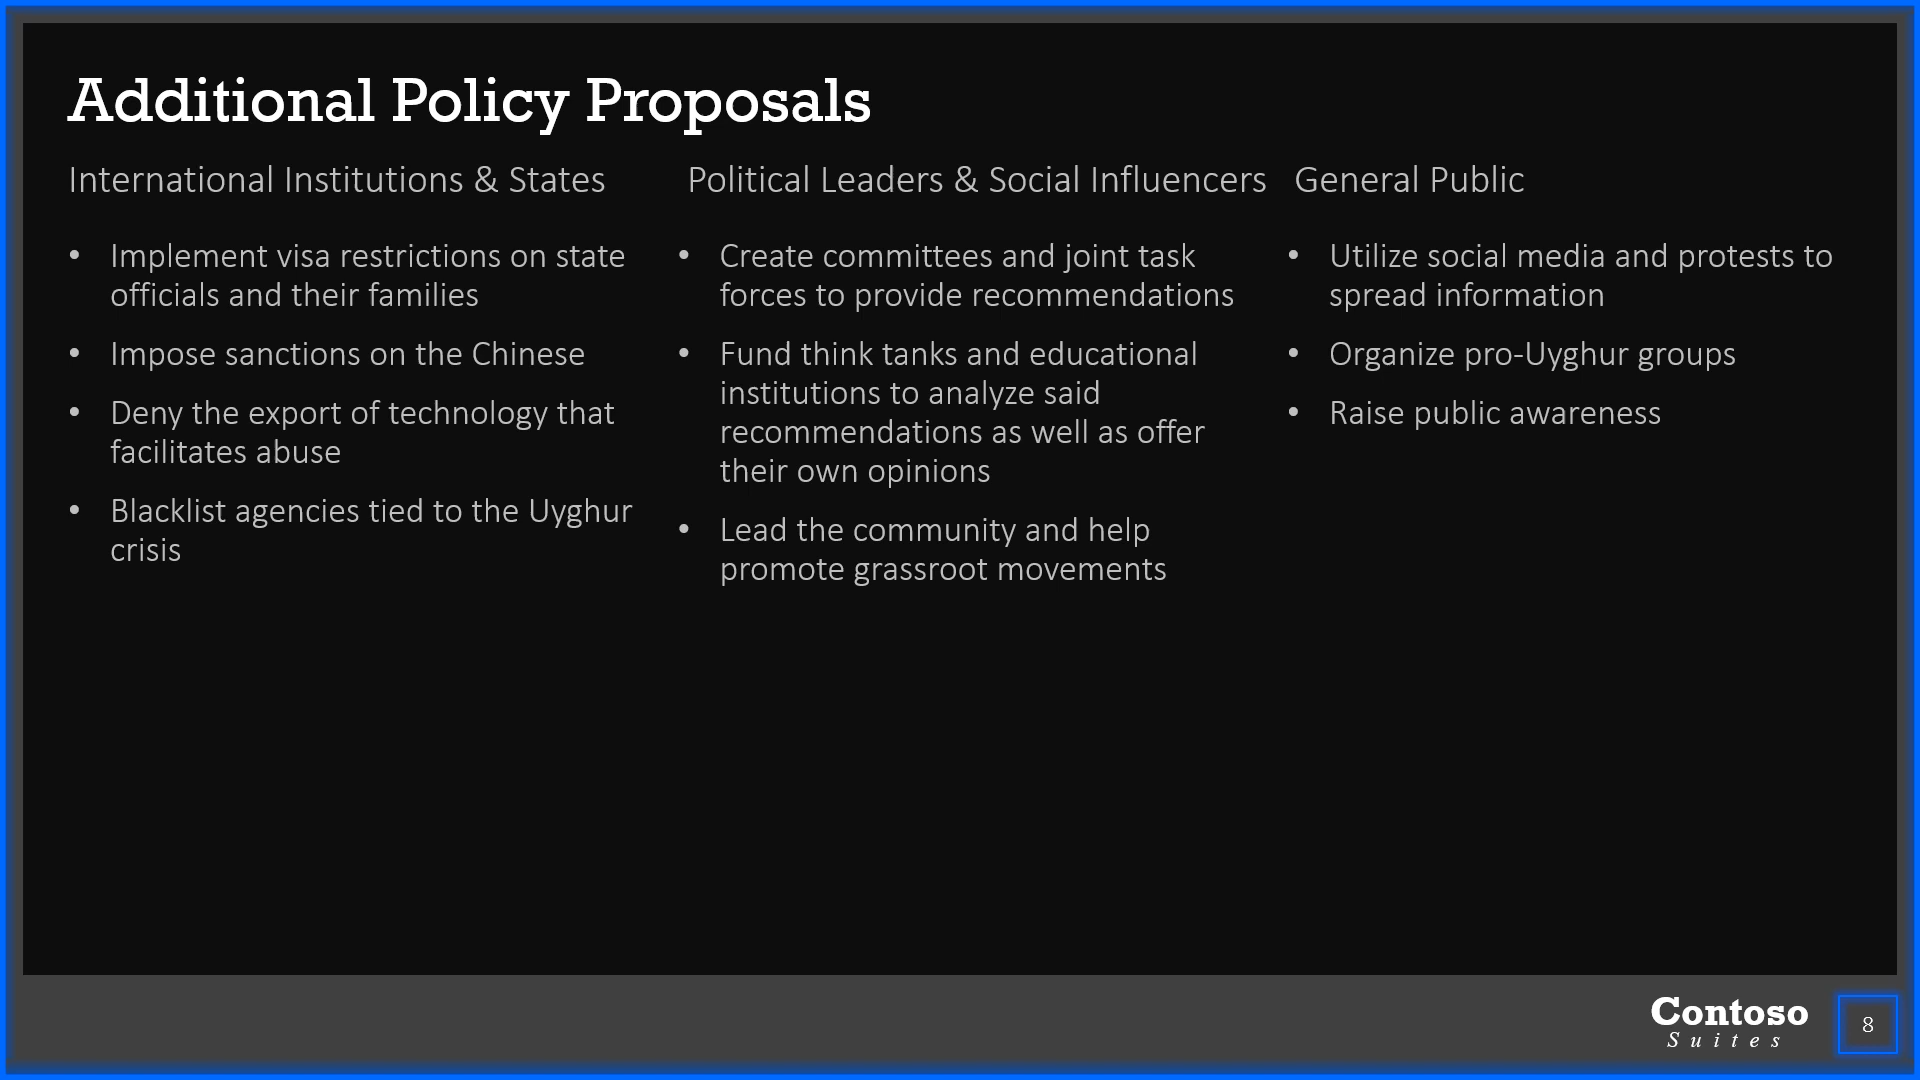 Additional Policy Proposals
International Institutions & States
• Implement visa restrictions on state
officials and their families
• Impose sanctions on the Chinese
• Deny the export of technology that
facilitates abuse
• Blacklist agencies tied to the Uyghur
crisis
Political Leaders & Social Influencers
• Create committees and joint task
forces to provide recommendations
• Fund think tanks and educational
institutions to analyze said
recommendations as well as offer
their own opinions
• Lead the community and help
promote grassroot movements
General Public
• Utilize social media and protests to
spread information
• Organize pro-Uyghur groups
• Raise public awareness
Contoso
Suites
8